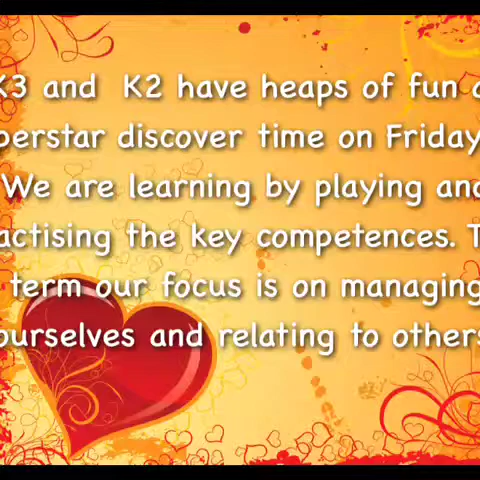 K3 and K2 have heaps of fun a
perstar discover time on Friday
We are learning by playing and
actising the key competences. T
term our focus is on managing
ourselves and relating to others